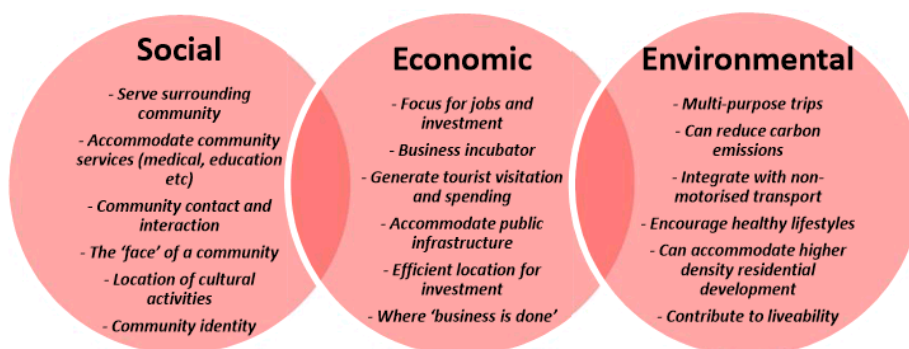 Social
- Serve surrounding
community
- Accommodate community
services (medical, education
etc)
- Community contact and
interaction
- The ‘face’ of a community
- Location of cultural
activities
- Community identity
Economic
- Focus for jobs and
investment
- Business incubator
- Generate tourist visitation
and spending
- Accommodate public
infrastructure
- Efficient location for
investment
- Where ‘business is done’
Environmental
- Multi-purpose trips
- Can reduce carbon
emissions
- Integrate with non-
motorised transport
- Encourage healthy lifestyles
- Can accommodate higher
density residential
development
- Contribute to liveability